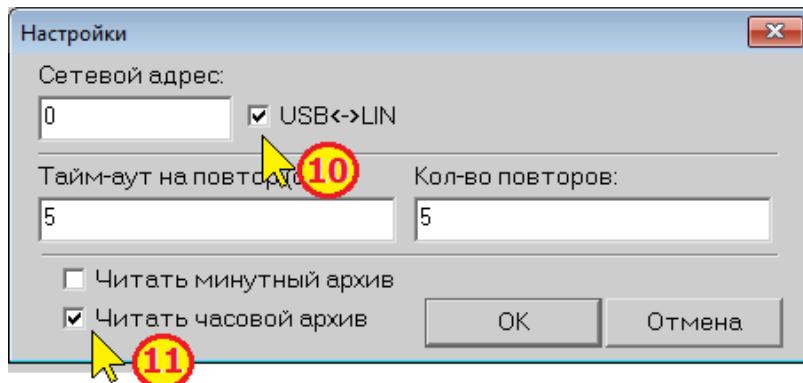 Настройки
Сетевой адрес:
0 USB<->LIN
10
Тайм-аут на Кол-во повторов:
5 5
Читать минутный архив
Читать часовой архив OK Отмена
11